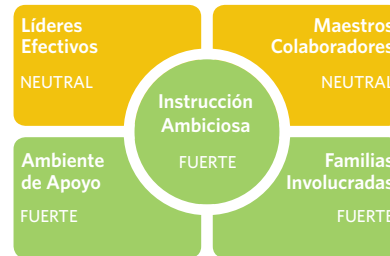 Líderes
Efectivos
NEUTRAL
Maestros
Colaboradores
NEUTRAL
Instrucción
Ambiciosa
FUERTE
Ambiente
de Apoyo
FUERTE
Familias
Involucradas
FUERTE